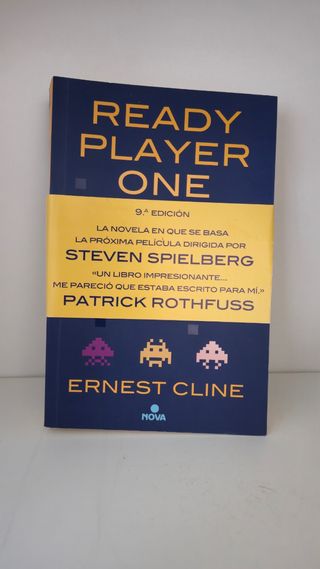 READY
PLAYER
ONE
9.ª EDICIÓN
LA NOVELA EN QUE SE BASA
LA PRÓXIMA PELÍCULA DIRIGIDA POR
STEVEN SPIELBERG
«UN LIBRO IMPRESIONANTE...
ME PARECIÓ QUE ESTABA ESCRITO PARA MÍ.»
PATRICK ROTHFUSS
ERNEST CLINE
NOVA